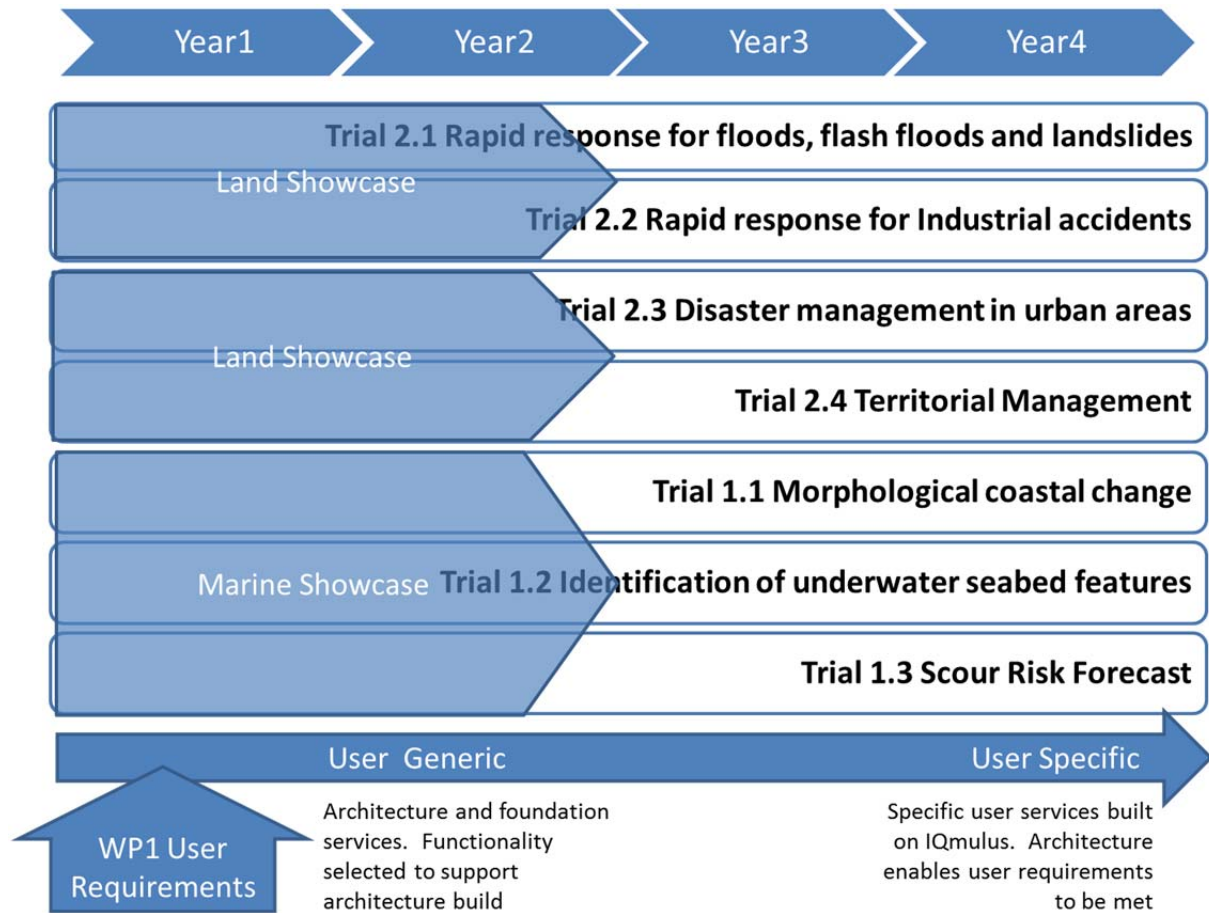 Year1
Year2
Year3
Year4
Trial 2.1 Rapid response for floods, flash floods and landslides
Land Showcase
Trial 2.2 Rapid response for Industrial accidents
Trial 2.3 Disaster management in urban areas
Land Showcase
Trial 2.4 Territorial Management
Trial 1.1 Morphological coastal change
Marine Showcase
Trial 1.2 Identification of underwater seabed features
Trial 1.3 Scour Risk Forecast
User Generic
User Specific
WP1 User
Requirements
Architecture and foundation
services. Functionality
selected to support
architecture build
Specific user services built
on IQmulus. Architecture
enables user requirements
to be met